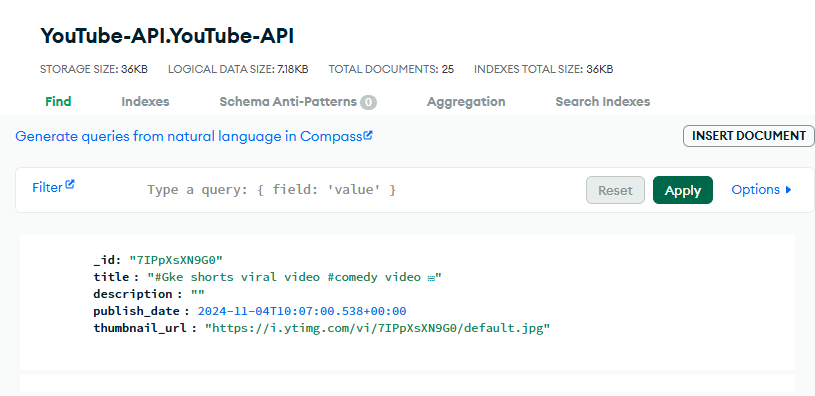 YouTube-API.YouTube-API
STORAGE SIZE: 36KB LOGICAL DATA SIZE: 7.18KB TOTAL DOCUMENTS: 25 INDEXES TOTAL SIZE: 36KB
Find Indexes Schema Anti-Patterns 0 Aggregation Search Indexes
Generate queries from natural language in Compass INSERT DOCUMENT
Filter Type a query: { field: 'value' } Reset Apply Options
_id: "7IPpXsXN9G0"
title : "#Gke shorts viral video #comedy video "
description : ""
publish_date : 2024-11-04T10:07:00.538+00:00
thumbnail_url : "https://i.ytimg.com/vi/7IPpXsXN9G0/default.jpg"